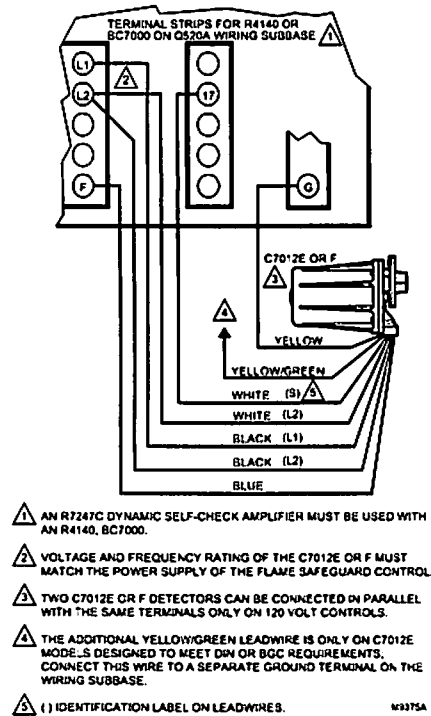 TERMINAL STRIPS FOR R4140 OR
BC7000 ON Q520A WIRING SUBBASE
1
L1
2
L2
17
F
G
C7012E OR F
3
4
YELLOW
YELLOW/GREEN
WHITE (S) 5
WHITE (L2)
BLACK (L1)
BLACK (L2)
BLUE
1 AN R7247C DYNAMIC SELF-CHECK AMPLIFIER MUST BE USED WITH
AN R4140, BC7000.
2 VOLTAGE AND FREQUENCY RATING OF THE C7012E OR F MUST
MATCH THE POWER SUPPLY OF THE FLAME SAFEGUARD CONTROL
3 TWO C7012E OR F DETECTORS CAN BE CONNECTED IN PARALLEL
WITH THE SAME TERMINALS ONLY ON 120 VOLT CONTROLS.
4 THE ADDITIONAL YELLOW/GREEN LEADWIRE IS ONLY ON C7012E
MODELS DESIGNED TO MEET DIN OR BGC REQUIREMENTS.
CONNECT THIS WIRE TO A SEPARATE GROUND TERMINAL ON THE
WIRING SUBBASE.
5 ( ) IDENTIFICATION LABEL ON LEADWIRES.
M9375A